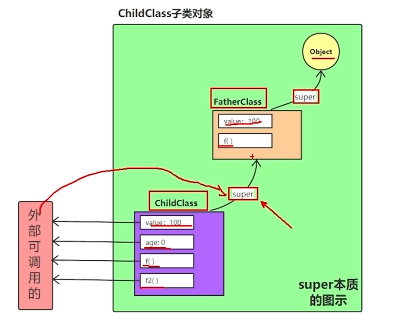 ChildClass子类对象
Object
super
FatherClass
value: 100
f()
super
ChildClass
value: 100
age: 0
f()
f2()
外部可调用的
super本质
的图示